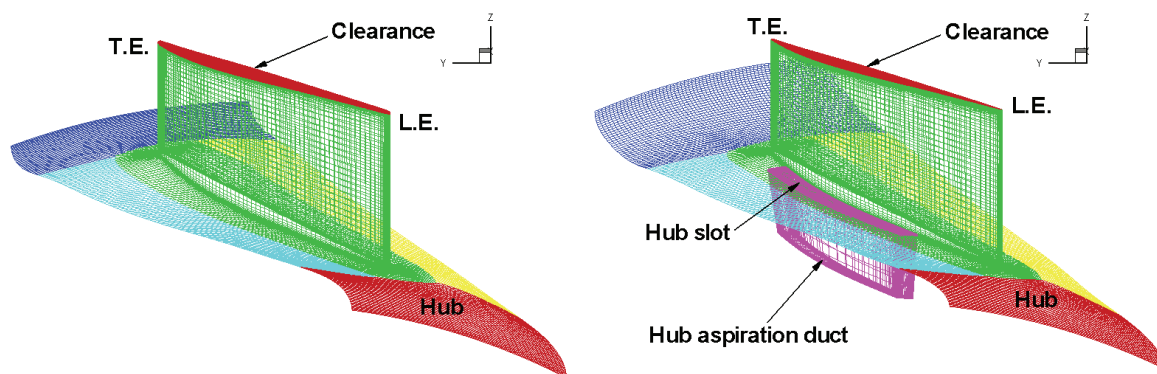 T.E.
Clearance
Z
Y
L.E.
Hub
T.E.
Clearance
Z
Y
L.E.
Hub slot
Hub
Hub aspiration duct